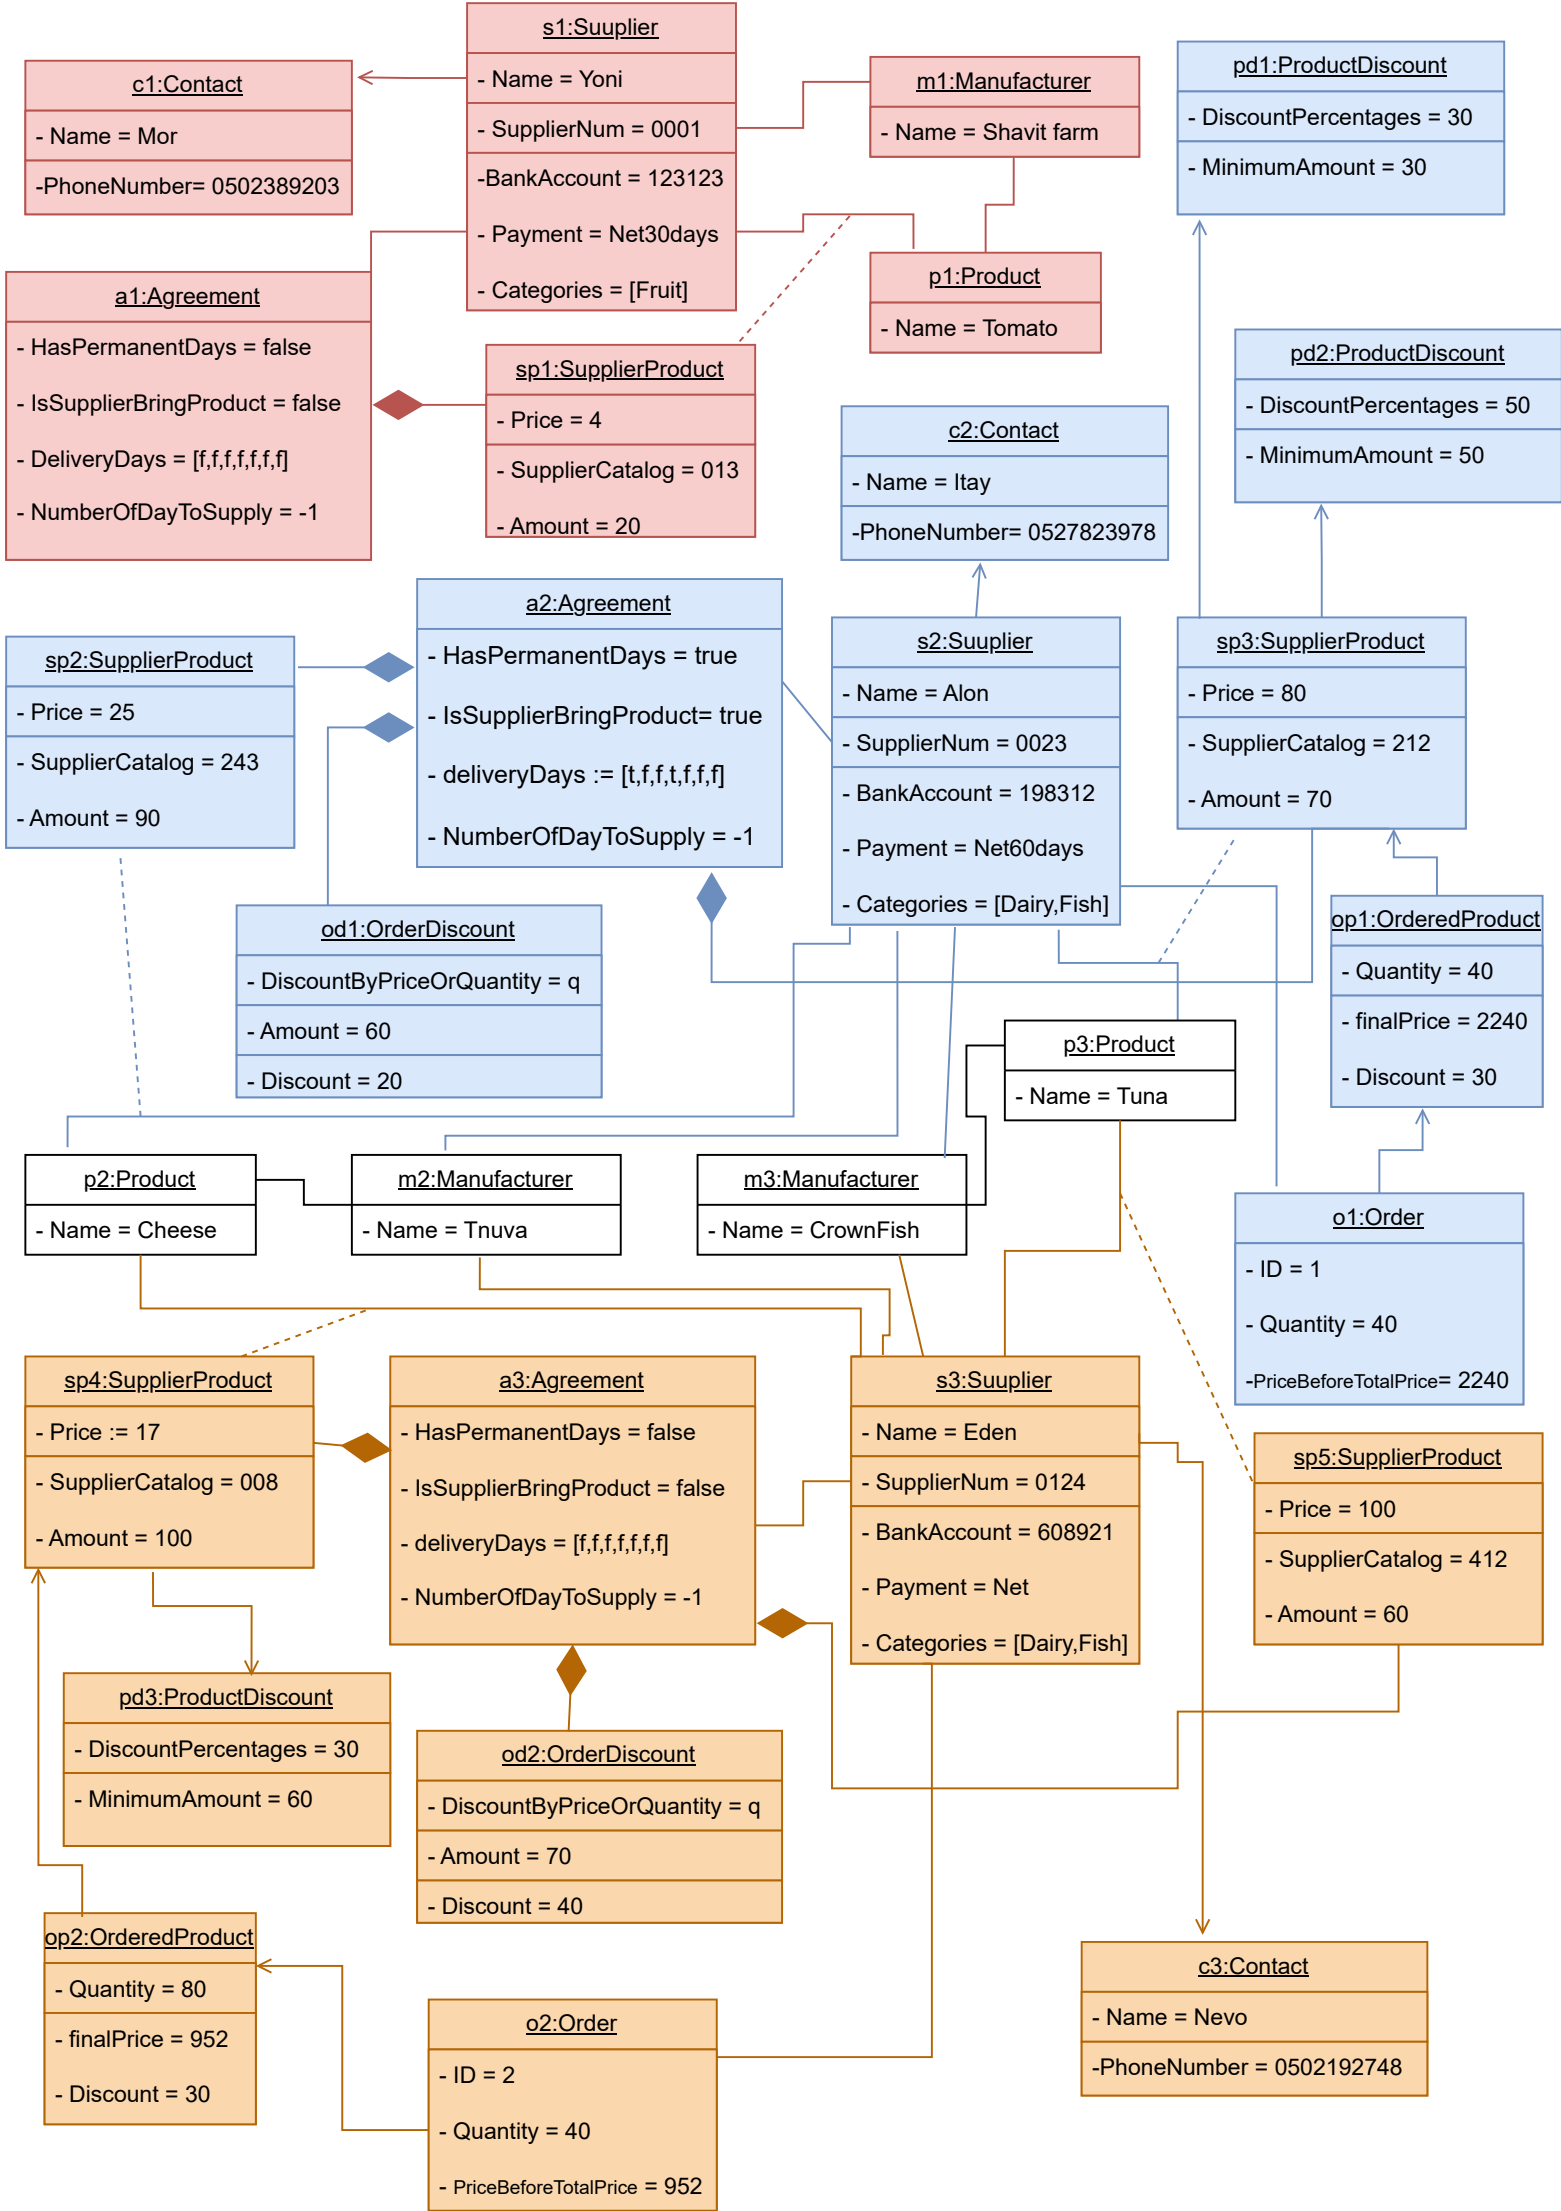 s1:Suuplier
- Name = Yoni
- SupplierNum = 0001
-BankAccount = 123123
- Payment = Net30days
- Categories = [Fruit]
c1:Contact
- Name = Mor
-PhoneNumber= 0502389203
m1:Manufacturer
- Name = Shavit farm
pd1:ProductDiscount
- DiscountPercentages = 30
- MinimumAmount = 30
a1:Agreement
- HasPermanentDays = false
- IsSupplierBringProduct = false
- DeliveryDays = [f,f,f,f,f,f,f]
- NumberOfDayToSupply = -1
p1:Product
- Name = Tomato
sp1:SupplierProduct
- Price = 4
- SupplierCatalog = 013
- Amount = 20
pd2:ProductDiscount
- DiscountPercentages = 50
- MinimumAmount = 50
c2:Contact
- Name = Itay
-PhoneNumber= 0527823978
a2:Agreement
- HasPermanentDays = true
- IsSupplierBringProduct= true
- deliveryDays := [t,f,f,t,f,f,f]
- NumberOfDayToSupply = -1
sp2:SupplierProduct
- Price = 25
- SupplierCatalog = 243
- Amount = 90
s2:Suuplier
- Name = Alon
- SupplierNum = 0023
- BankAccount = 198312
- Payment = Net60days
- Categories = [Dairy,Fish]
sp3:SupplierProduct
- Price = 80
- SupplierCatalog = 212
- Amount = 70
od1:OrderDiscount
- DiscountByPriceOrQuantity = q
- Amount = 60
- Discount = 20
op1:OrderedProduct
- Quantity = 40
- finalPrice = 2240
- Discount = 30
p3:Product
- Name = Tuna
p2:Product
- Name = Cheese
m2:Manufacturer
- Name = Tnuva
m3:Manufacturer
- Name = CrownFish
o1:Order
- ID = 1
- Quantity = 40
-PriceBeforeTotalPrice= 2240
sp4:SupplierProduct
- Price := 17
- SupplierCatalog = 008
- Amount = 100
a3:Agreement
- HasPermanentDays = false
- IsSupplierBringProduct = false
- deliveryDays = [f,f,f,f,f,f,f]
- NumberOfDayToSupply = -1
s3:Suuplier
- Name = Eden
- SupplierNum = 0124
- BankAccount = 608921
- Payment = Net
- Categories = [Dairy,Fish]
sp5:SupplierProduct
- Price = 100
- SupplierCatalog = 412
- Amount = 60
pd3:ProductDiscount
- DiscountPercentages = 30
- MinimumAmount = 60
od2:OrderDiscount
- DiscountByPriceOrQuantity = q
- Amount = 70
- Discount = 40
op2:OrderedProduct
- Quantity = 80
- finalPrice = 952
- Discount = 30
o2:Order
- ID = 2
- Quantity = 40
- PriceBeforeTotalPrice = 952
c3:Contact
- Name = Nevo
-PhoneNumber = 0502192748